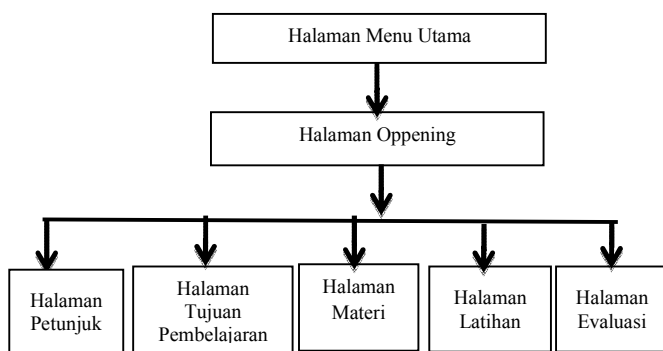 Halaman Menu Utama
Halaman Oppening
Halaman
Petunjuk
Halaman
Tujuan
Pembelajaran
Halaman
Materi
Halaman
Latihan
Halaman
Evaluasi